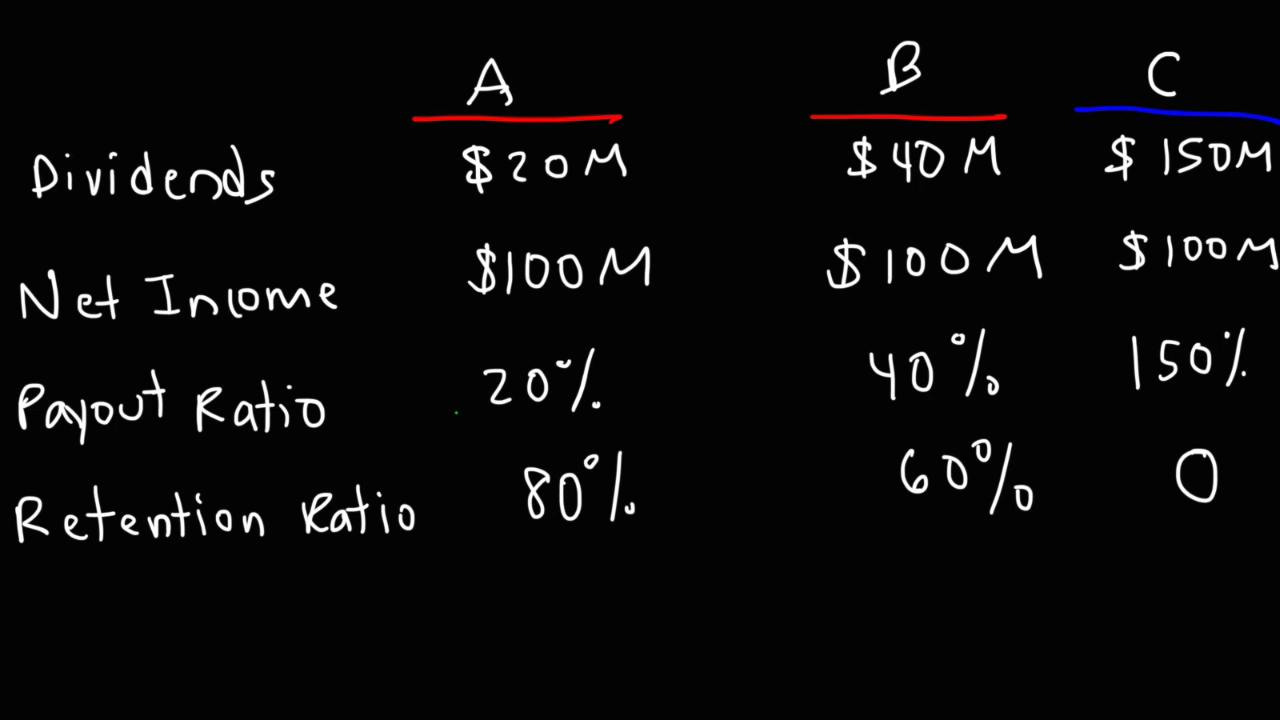 A B C
Dividends $20M $40M $150M
Net Income $100M $100M $100M
Payout Ratio 20% 40% 150%
Retention Ratio 80% 60% 0